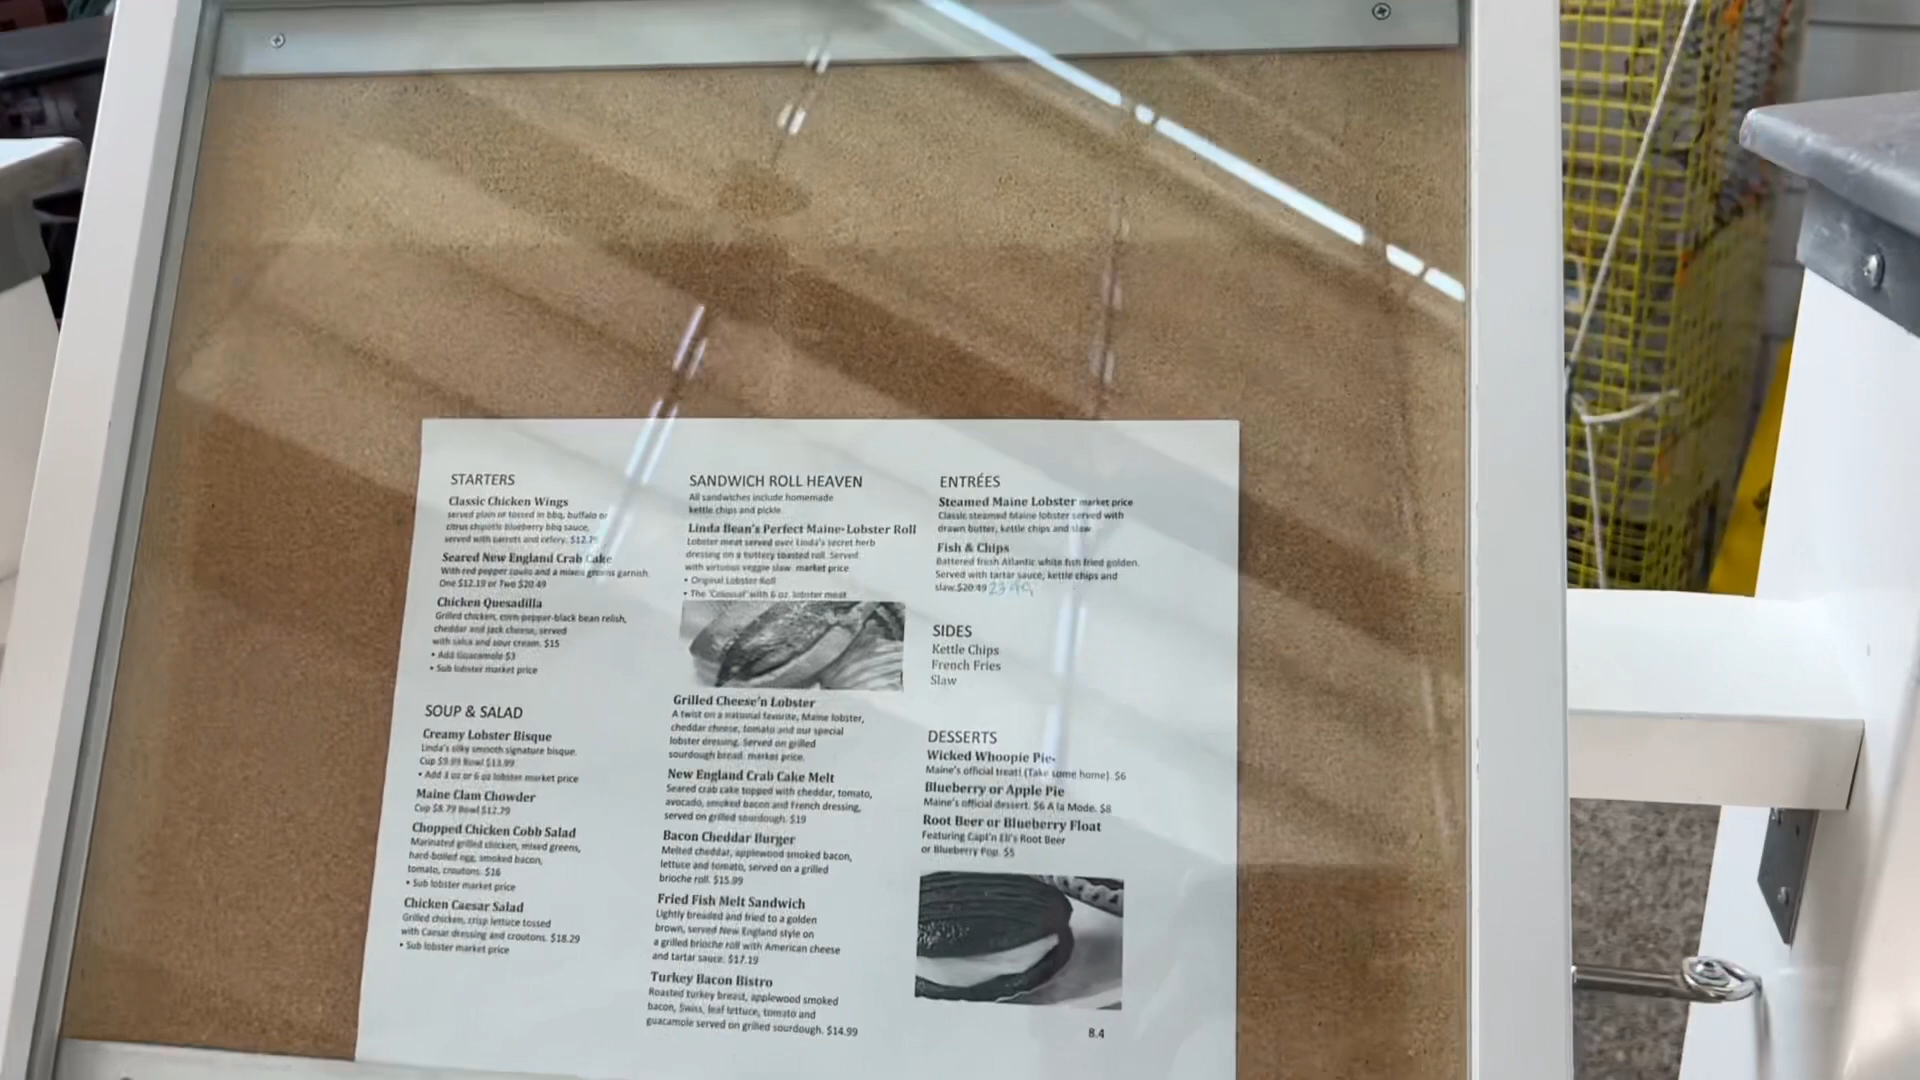 STARTERS
Classic Chicken Wings
served plain or tossed in bbq, buffalo or
citrus chipotle blueberry bbq sauce,
served with carrots and celery. $12.
Seared New England Crab Cake
With red pepper coulis and a mixed greens garnish.
One $12.19 or Two $20.49
Chicken Quesadilla
Grilled chicken, corn-pepper-black bean relish,
cheddar and jack cheese, served
with salsa and sour cream. $15
• Add Guacamole $3
• Sub lobster market price
SOUP & SALAD
Creamy Lobster Bisque
Linda's silky smooth signature bisque.
Cup $9.99 Bowl $13.99
• Add 3 oz or 6 oz lobster market price
Maine Clam Chowder
Cup $8.79 Bowl $12.79
Chopped Chicken Cobb Salad
Marinated grilled chicken, mixed greens,
hard-boiled egg, smoked bacon,
tomato, croutons. $16
• Sub lobster market price
Chicken Caesar Salad
Grilled chicken, crisp lettuce tossed
with Caesar dressing and croutons. $18.29
• Sub lobster market price
SANDWICH ROLL HEAVEN
All sandwiches include homemade
kettle chips and pickle
Linda Bean's Perfect Maine Lobster Roll
Lobster meat served over Linda's secret herb
dressing on a buttery toasted roll. Served
with virtuous veggie slaw market price
• Original Lobster Roll
• The 'Colossal' with 6 oz. lobster meat
Grilled Cheese'n Lobster
A twist on a national favorite, Maine lobster,
cheddar cheese, tomato and our special
lobster dressing. Served on grilled
sourdough bread. market price.
New England Crab Cake Melt
Seared crab cake topped with cheddar, tomato,
avocado, smoked bacon and French dressing,
served on grilled sourdough. $19
Bacon Cheddar Burger
Melted cheddar, applewood smoked bacon,
lettuce and tomato, served on a grilled
brioche roll. $15.99
Fried Fish Melt Sandwich
Lightly breaded and fried to a golden
brown, served New England style on
a grilled brioche roll with American cheese
and tartar sauce. $17.19
Turkey Bacon Bistro
Roasted turkey breast, applewood smoked
bacon, Swiss, leaf lettuce, tomato and
guacamole served on grilled sourdough. $14.99
ENTRÉES
Steamed Maine Lobster market price
Classic steamed Maine lobster served with
drawn butter, kettle chips and slaw
Fish & Chips
Battered fresh Atlantic white fish fried golden.
Served with tartar sauce, kettle chips and
slaw $20.49 23.49
SIDES
Kettle Chips
French Fries
Slaw
DESSERTS
Wicked Whoopie Pie
Maine's official treat! (Take some home). $6
Blueberry or Apple Pie
Maine's official dessert. $6 A la Mode. $8
Root Beer or Blueberry Float
Featuring Capt'n Eli's Root Beer
or Blueberry Pop. $5
8.4